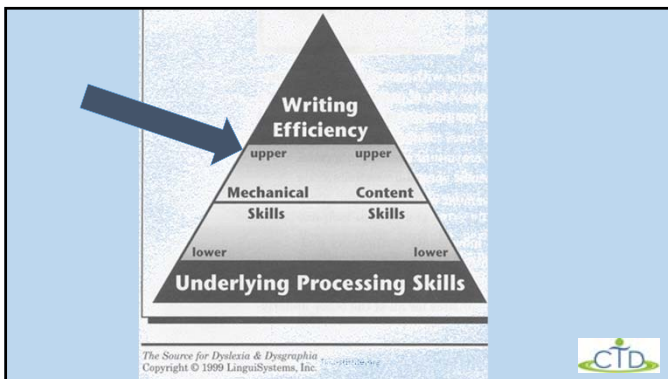 Writing
Efficiency
upper upper
Mechanical Content
Skills Skills
lower lower
Underlying Processing Skills
The Source for Dyslexia & Dysgraphia
Copyright © 1999 LinguiSystems, Inc.
CTD